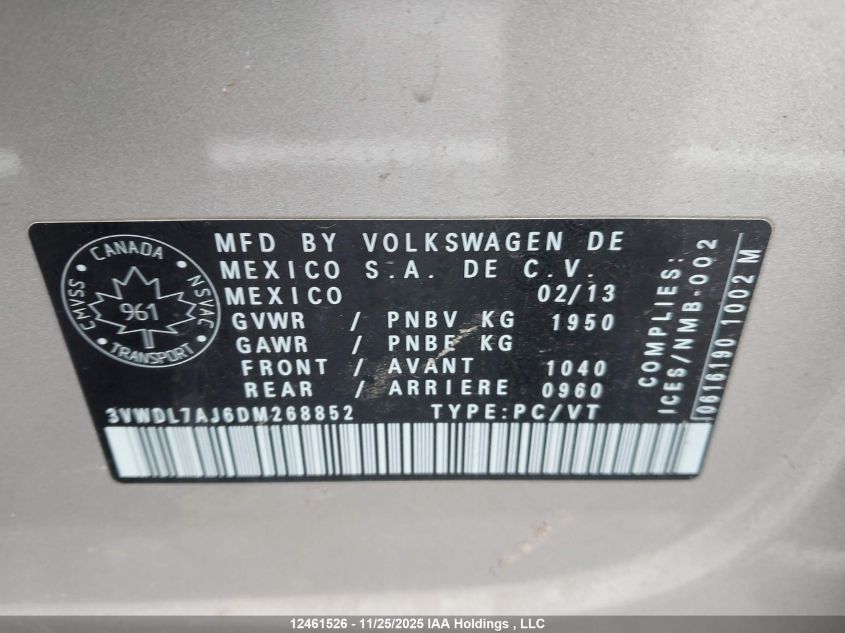 CANADA
CMVSS
961
NSVAC
TRANSPORT
MFD BY VOLKSWAGEN DE
MEXICO S.A. DE C.V.
MEXICO 02/13
GVWR / PNBV KG 1950
GAWR / PNBE KG
FRONT / AVANT 1040
REAR / ARRIERE 0960
3VWDL7AJ6DM268852 TYPE:PC/VT
COMPLIES:
ICES/NMB-002
10616190 1002 M
12461526 - 11/25/2025 IAA Holdings , LLC